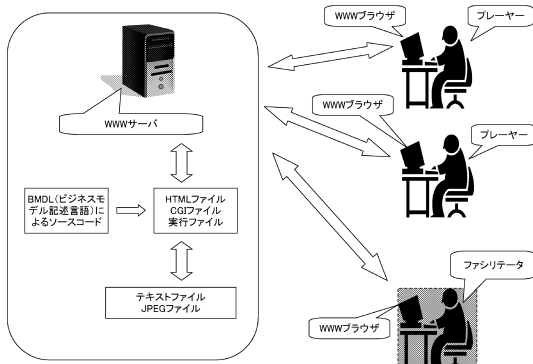 WWWサーバ
BMDL(ビジネスモ
デル記述言語)に
よるソースコード
HTMLファイル
CGIファイル
実行ファイル
テキストファイル
JPEGファイル
WWWブラウザ
プレーヤー
WWWブラウザ
プレーヤー
ファシリテータ
WWWブラウザ